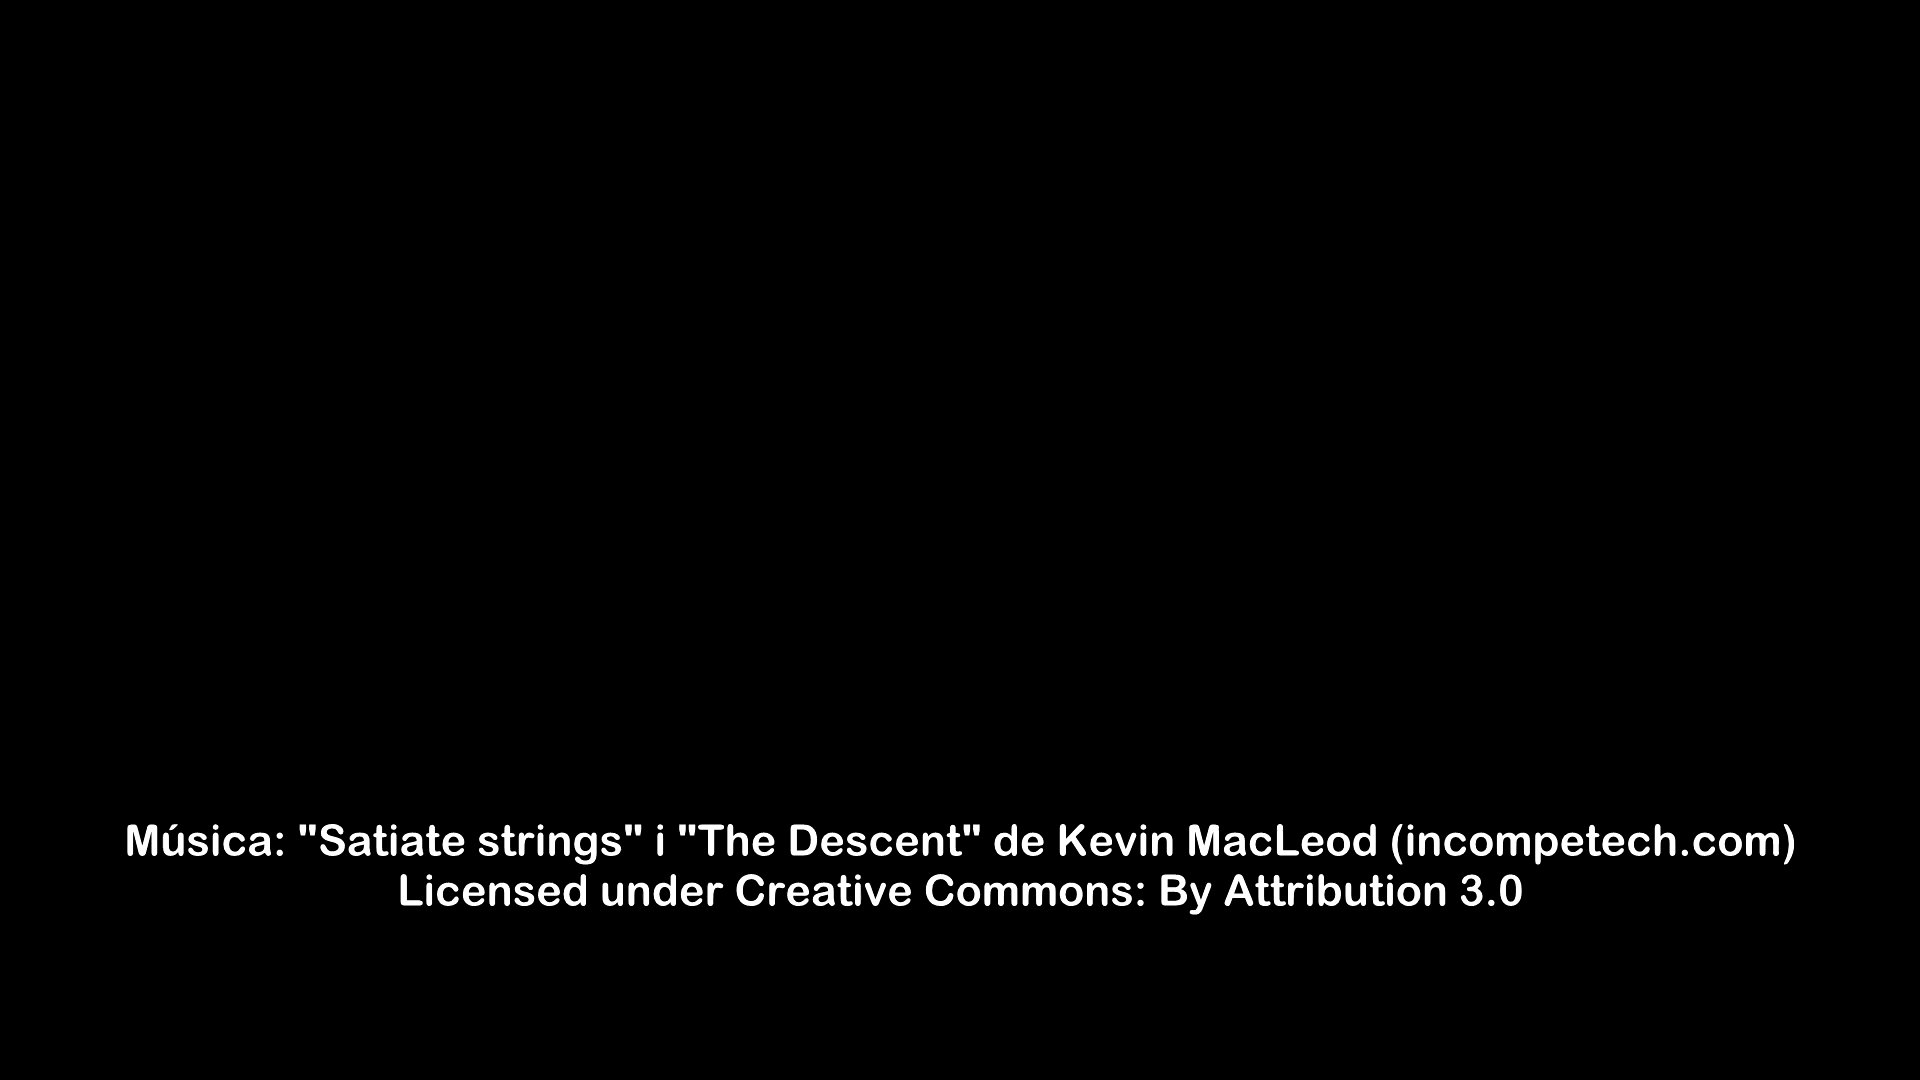 Música: "Satiate strings" i "The Descent" de Kevin MacLeod (incompetech.com)
Licensed under Creative Commons: By Attribution 3.0